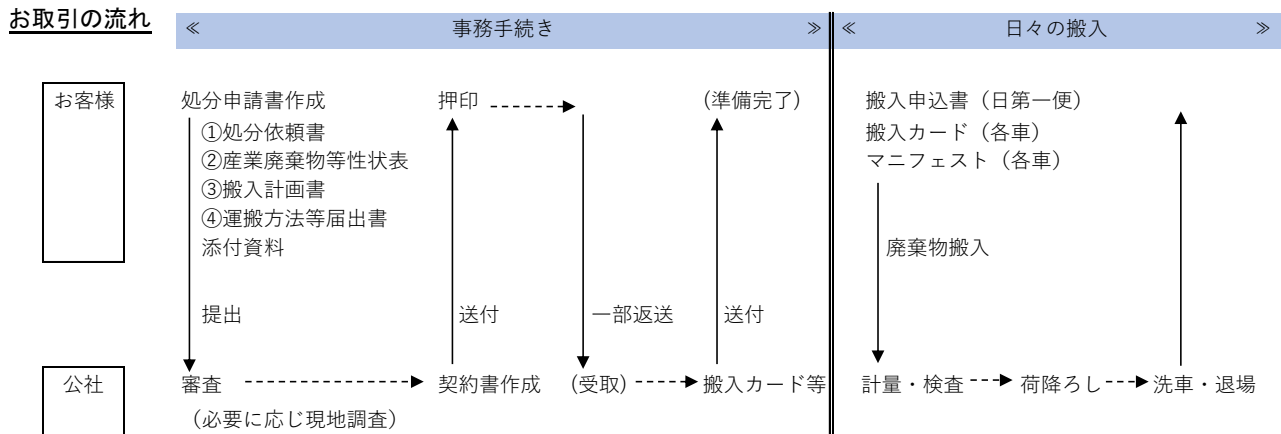 お取引の流れ
≪ 事務手続き ≫ ≪ 日々の搬入 ≫
お客様 処分申請書作成 押印 (準備完了) 搬入申込書（日第一便）
①処分依頼書 搬入カード（各車）
②産業廃棄物等性状表 マニフェスト（各車）
③搬入計画書
④運搬方法等届出書
添付資料 廃棄物搬入
提出 送付 一部返送 送付
公社 審査 契約書作成 (受取) 搬入カード等 計量・検査 荷降ろし 洗車・退場
（必要に応じ現地調査）